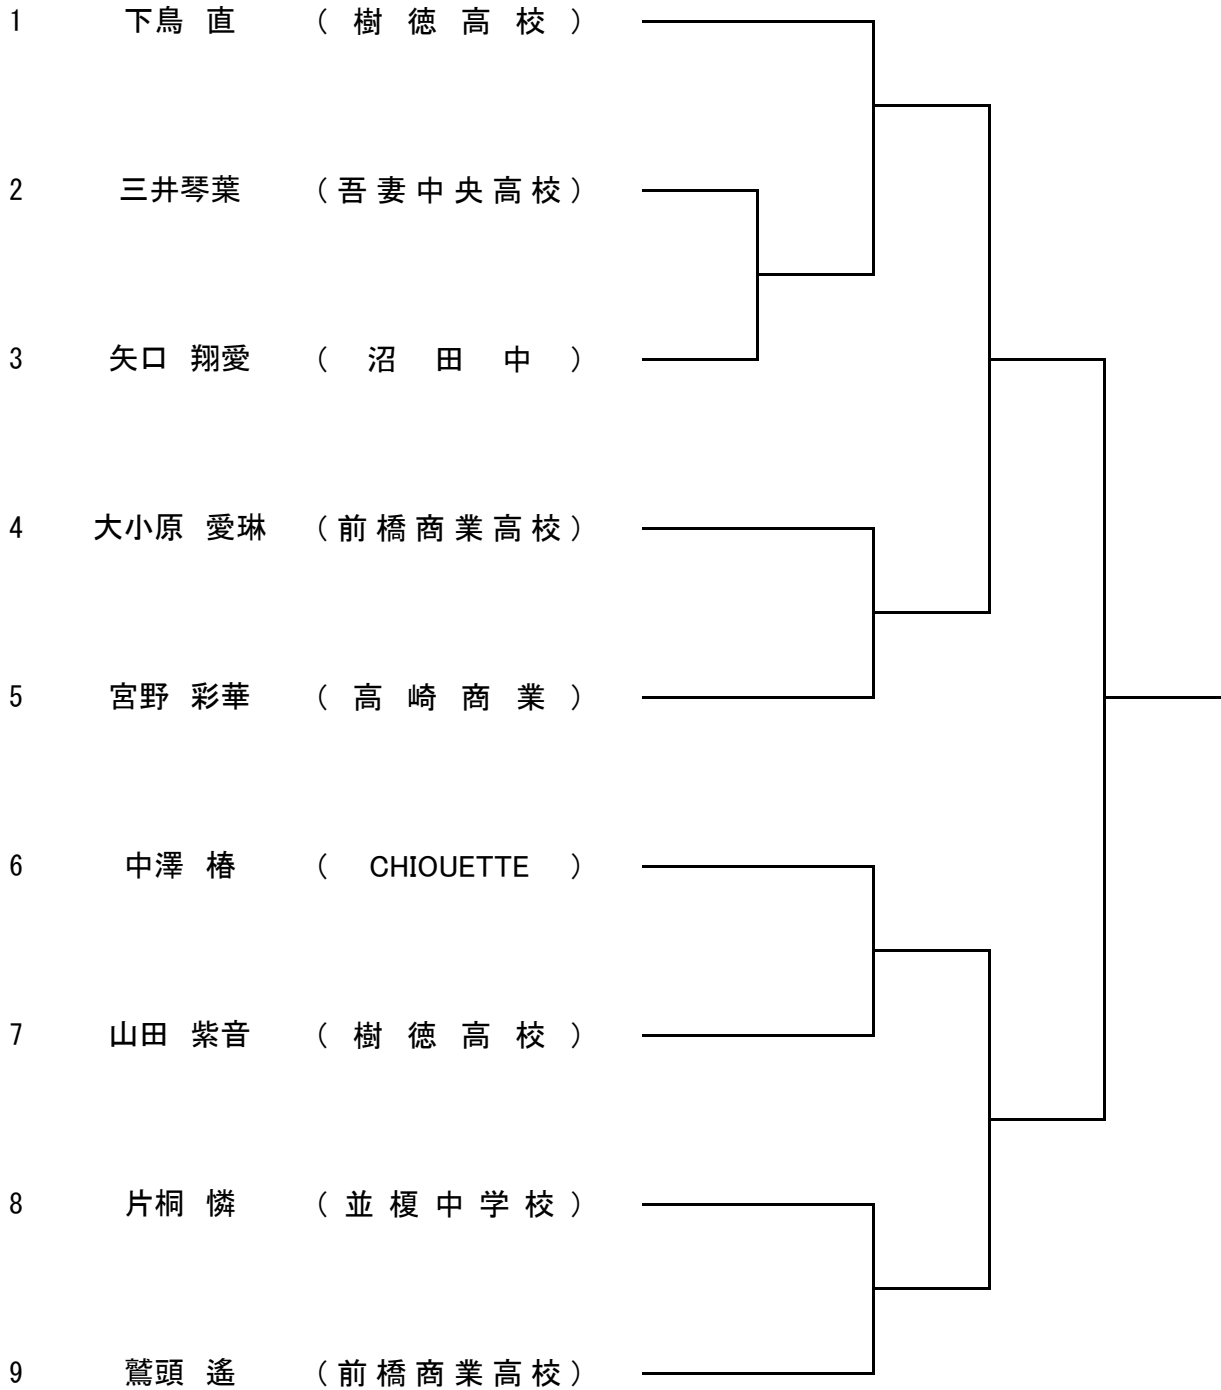 1 下鳥 直 (樹徳高校)
2 三井琴葉 (吾妻中央高校)
3 矢口 翔愛 (沼田中)
4 大小原 愛琳 (前橋商業高校)
5 宮野 彩華 (高崎商業)
6 中澤 椿 (CHIOUETTE)
7 山田 紫音 (樹徳高校)
8 片桐 憐 (並榎中学校)
9 鷲頭 遙 (前橋商業高校)